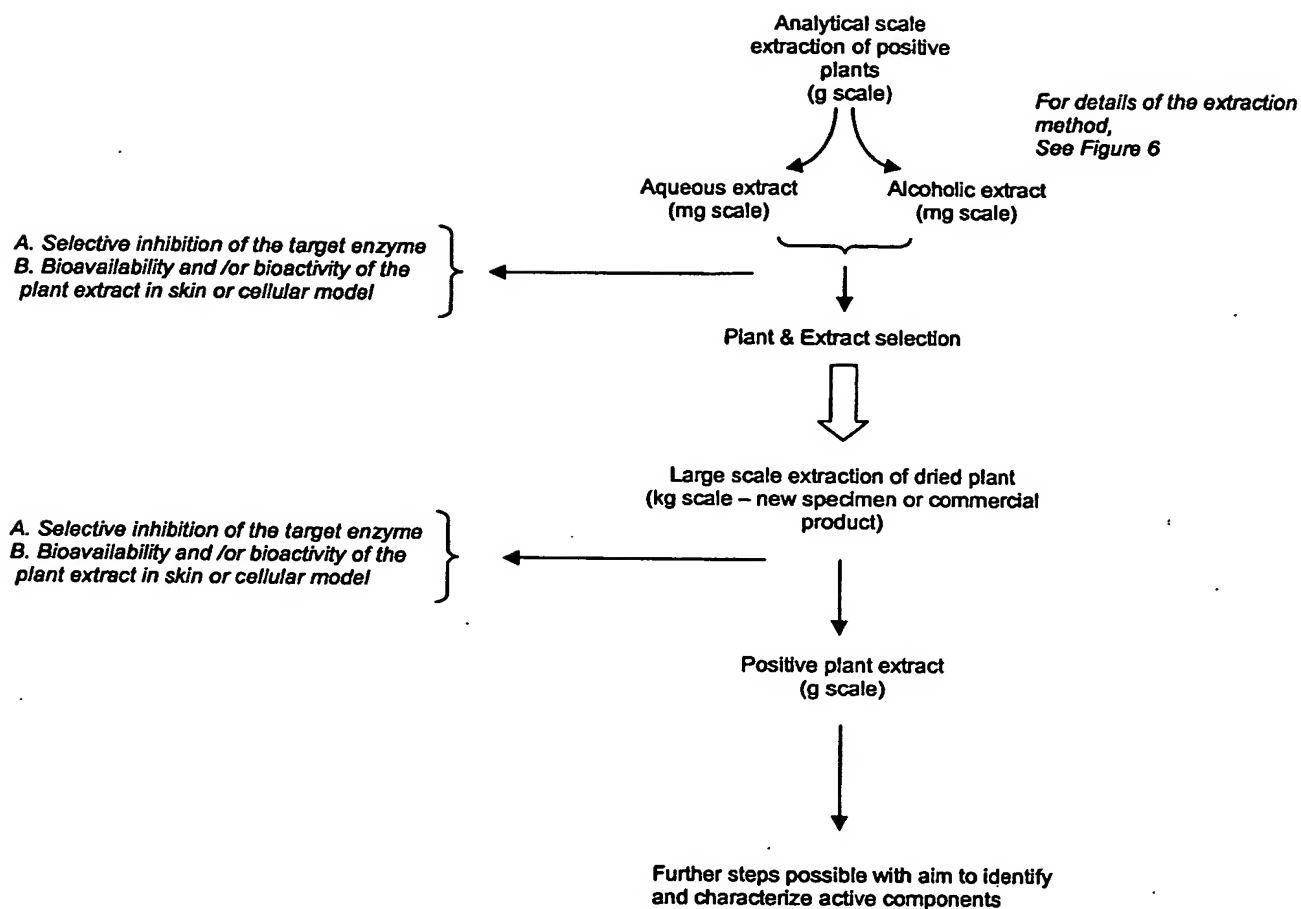 Analytical scale
extraction of positive
plants
(g scale)
For details of the extraction
method,
See Figure 6
Aqueous extract
(mg scale)
Alcoholic extract
(mg scale)
A. Selective inhibition of the target enzyme
B. Bioavailability and /or bioactivity of the
plant extract in skin or cellular model
Plant & Extract selection
Large scale extraction of dried plant
(kg scale – new specimen or commercial
product)
A. Selective inhibition of the target enzyme
B. Bioavailability and /or bioactivity of the
plant extract in skin or cellular model
Positive plant extract
(g scale)
Further steps possible with aim to identify
and characterize active components